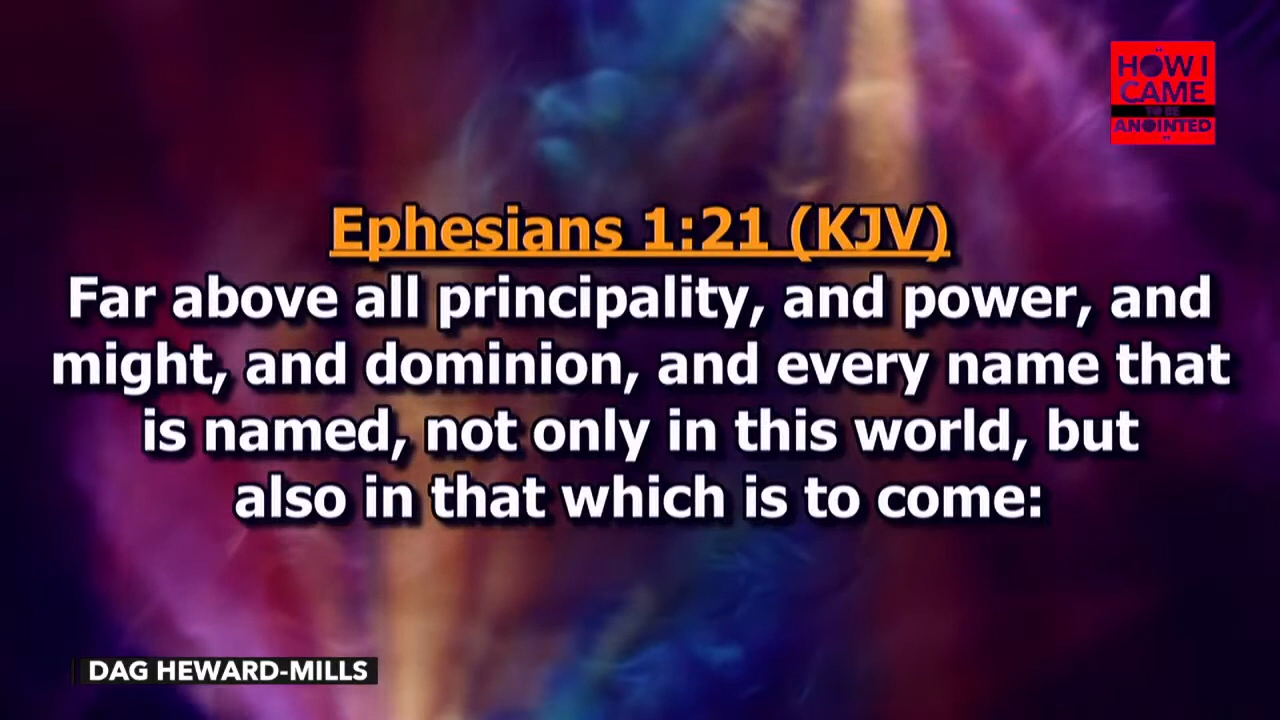 HOW I
CAME
TO BE
ANOINTED
Ephesians 1:21 (KJV)
Far above all principality, and power, and
might, and dominion, and every name that
is named, not only in this world, but
also in that which is to come:
DAG HEWARD-MILLS